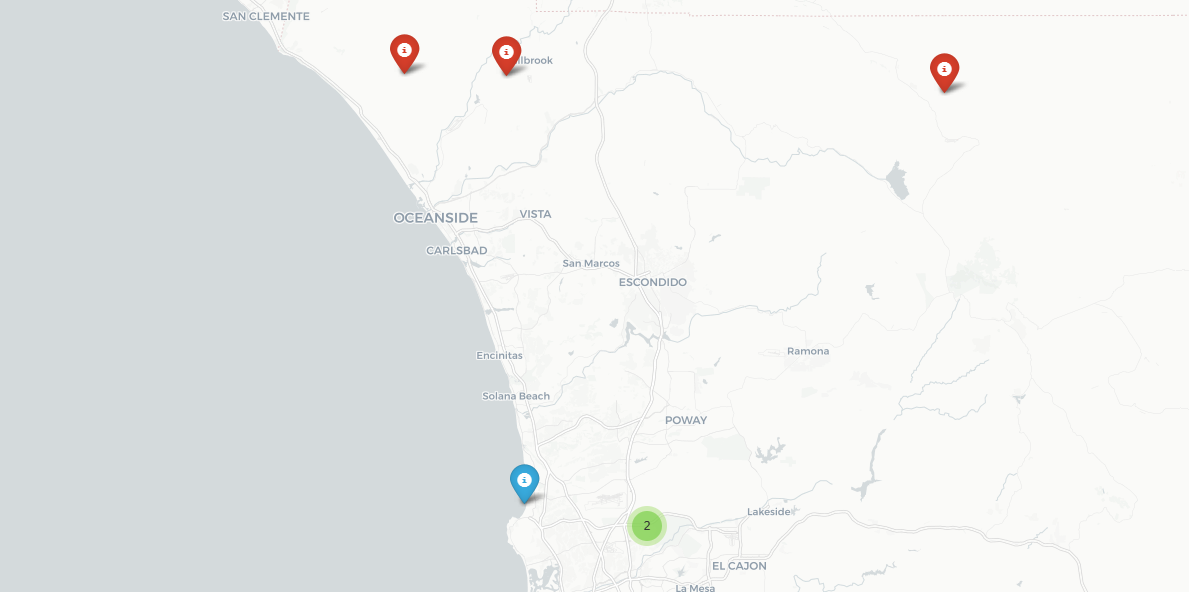 SAN CLEMENTE
lbrook
OCEANSIDE
VISTA
CARLSBAD
San Marcos
ESCONDIDO
Encinitas
Ramona
Solana Beach
POWAY
Lakeside
2
EL CAJON
La Mesa